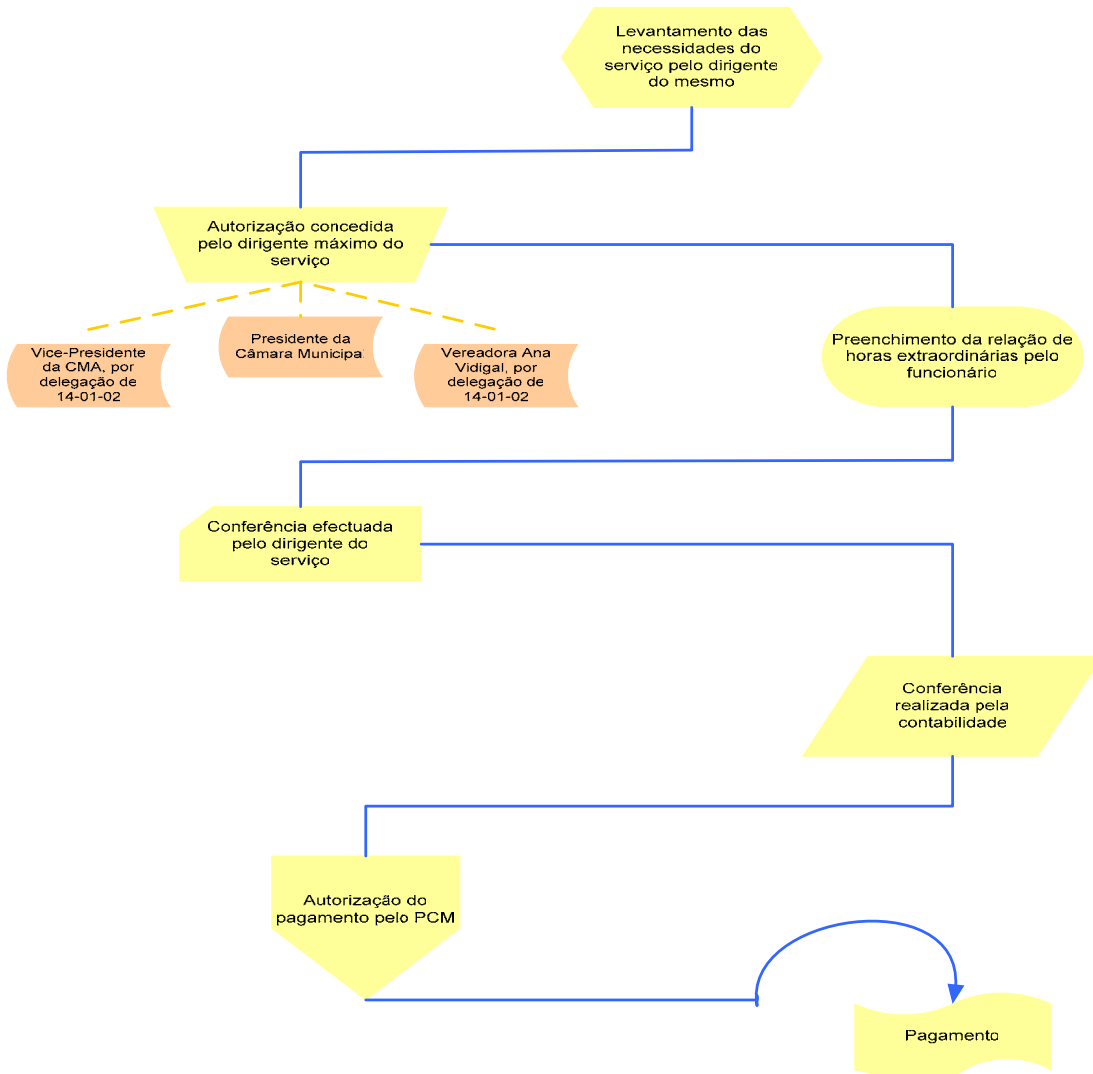 Levantamento das
necessidades do
serviço pelo dirigente
do mesmo
Autorização concedida
pelo dirigente máximo do
serviço
Vice-Presidente
da CMA, por
delegação de
14-01-02
Presidente da
Câmara Municipa
Vereadora Ana
Vidigal, por
delegação de
14-01-02
Preenchimento da relação de
horas extraordinárias pelo
funcionário
Conferência efectuada
pelo dirigente do
serviço
Conferência
realizada pela
contabilidade
Autorização do
pagamento pelo PCM
Pagamento